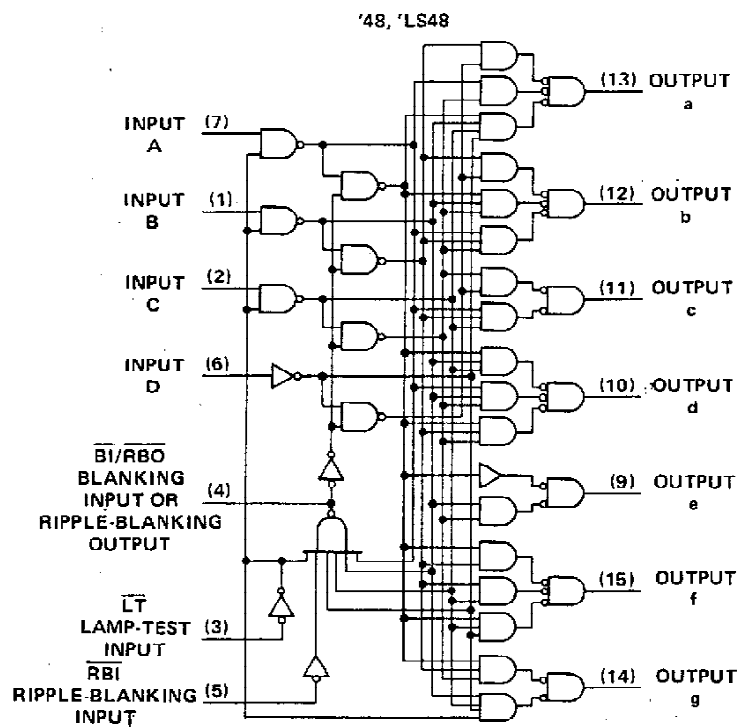 '48, 'LS48
INPUT A (7)
INPUT B (1)
INPUT C (2)
INPUT D (6)
BI/RBO BLANKING INPUT OR RIPPLE-BLANKING OUTPUT (4)
LT LAMP-TEST INPUT (3)
RBI RIPPLE-BLANKING INPUT (5)
(13) OUTPUT a
(12) OUTPUT b
(11) OUTPUT c
(10) OUTPUT d
(9) OUTPUT e
(15) OUTPUT f
(14) OUTPUT g